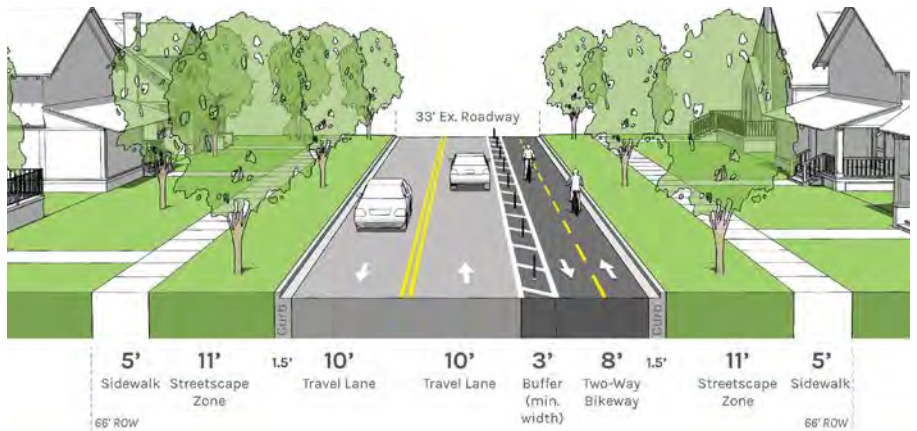 33' Ex. Roadway
Curb
Curb
5' 11' 1.5' 10' 10' 3' 8' 1.5' 11' 5'
Sidewalk Streetscape Travel Lane Travel Lane Buffer Two-Way Streetscape Sidewalk
Zone (min. Bikeway Zone
width)
66' ROW 66' ROW